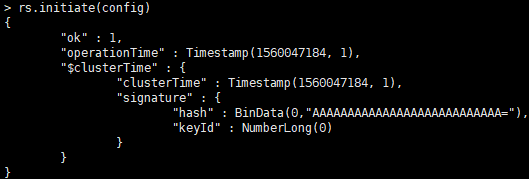 > rs.initiate(config)
{
        "ok" : 1,
        "operationTime" : Timestamp(1560047184, 1),
        "$clusterTime" : {
                "clusterTime" : Timestamp(1560047184, 1),
                "signature" : {
                        "hash" : BinData(0,"AAAAAAAAAAAAAAAAAAAAAAAAAAA="),
                        "keyId" : NumberLong(0)
                }
        }
}